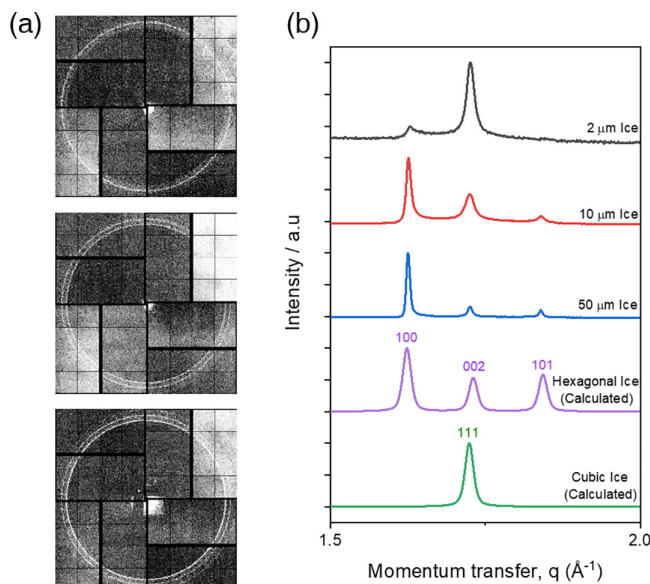 (a)
(b)
2 μm Ice
10 μm Ice
50 μm Ice
100
002
101
Hexagonal Ice
(Calculated)
111
Cubic Ice
(Calculated)
Intensity / a.u
1.5
2.0
Momentum transfer, q (Å⁻¹)